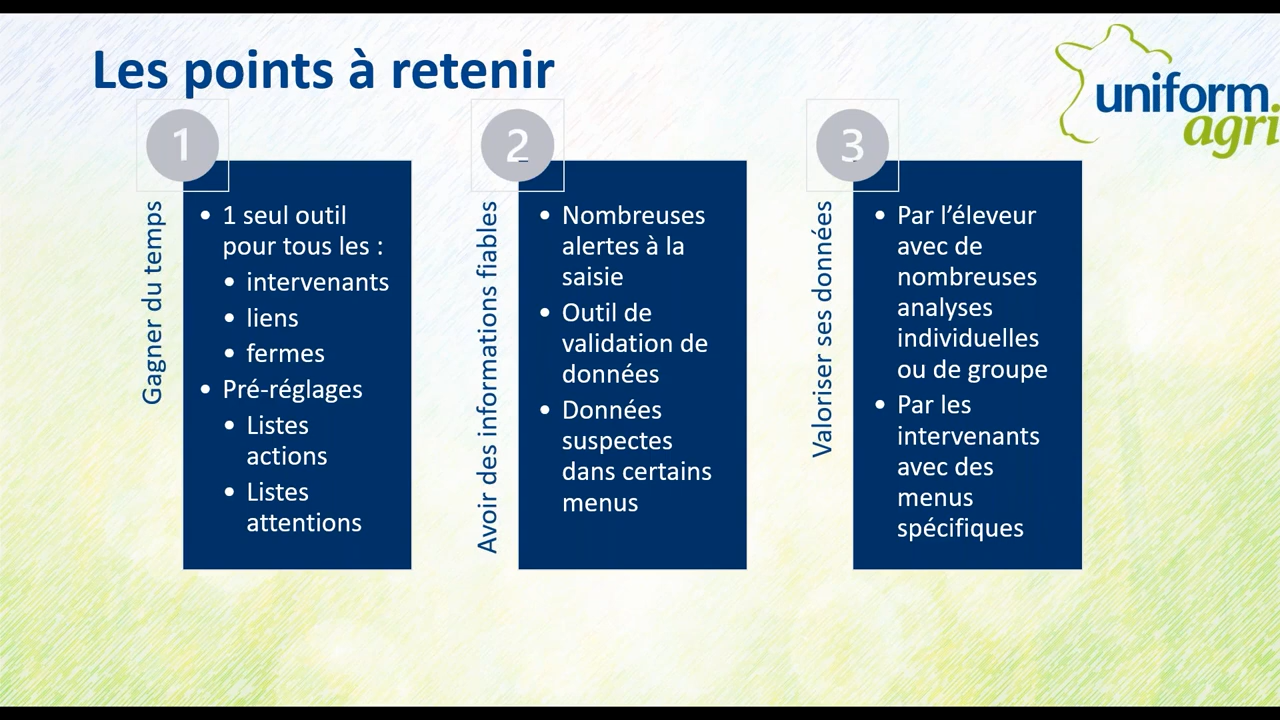 Les points à retenir
uniform.
agri
1
Gagner du temps
• 1 seul outil
pour tous les :
• intervenants
• liens
• fermes
• Pré-réglages
• Listes
actions
• Listes
attentions
2
Avoir des informations fiables
• Nombreuses
alertes à la
saisie
• Outil de
validation de
données
• Données
suspectes
dans certains
menus
3
Valoriser ses données
• Par l’éleveur
avec de
nombreuses
analyses
individuelles
ou de groupe
• Par les
intervenants
avec des
menus
spécifiques